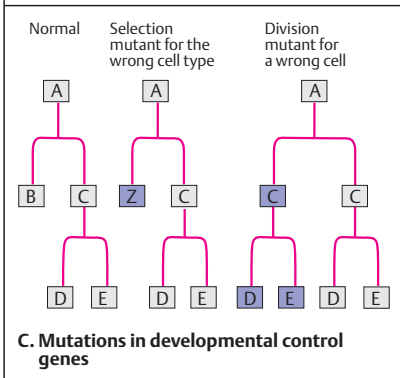 Normal
Selection
mutant for the
wrong cell type
Division
mutant for
a wrong cell
A A A
B C Z C C C
D E D E D E D E
C. Mutations in developmental control
genes